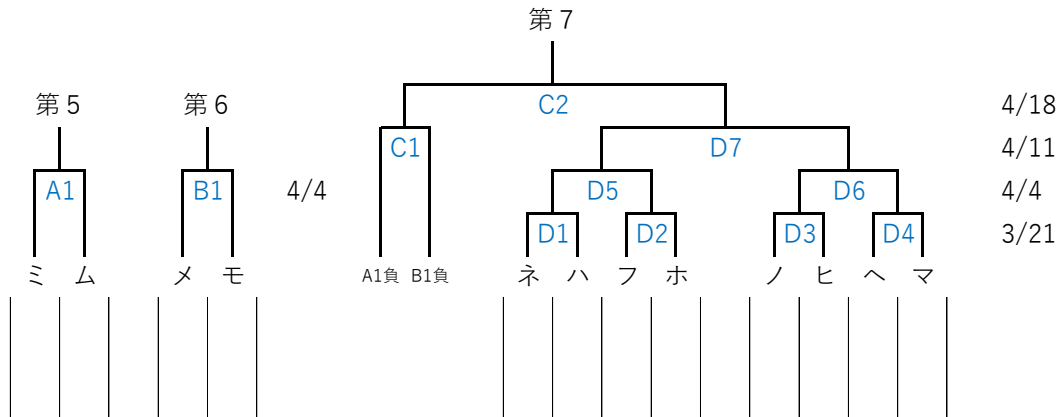 第７
第５ 第６ C2 4/18
C1 D7 4/11
A1 B1 4/4 D5 D6 4/4
D1 D2 D3 D4 3/21
ミ ム メ モ A1負 B1負 ネ ハ フ ホ ノ ヒ ヘ マ